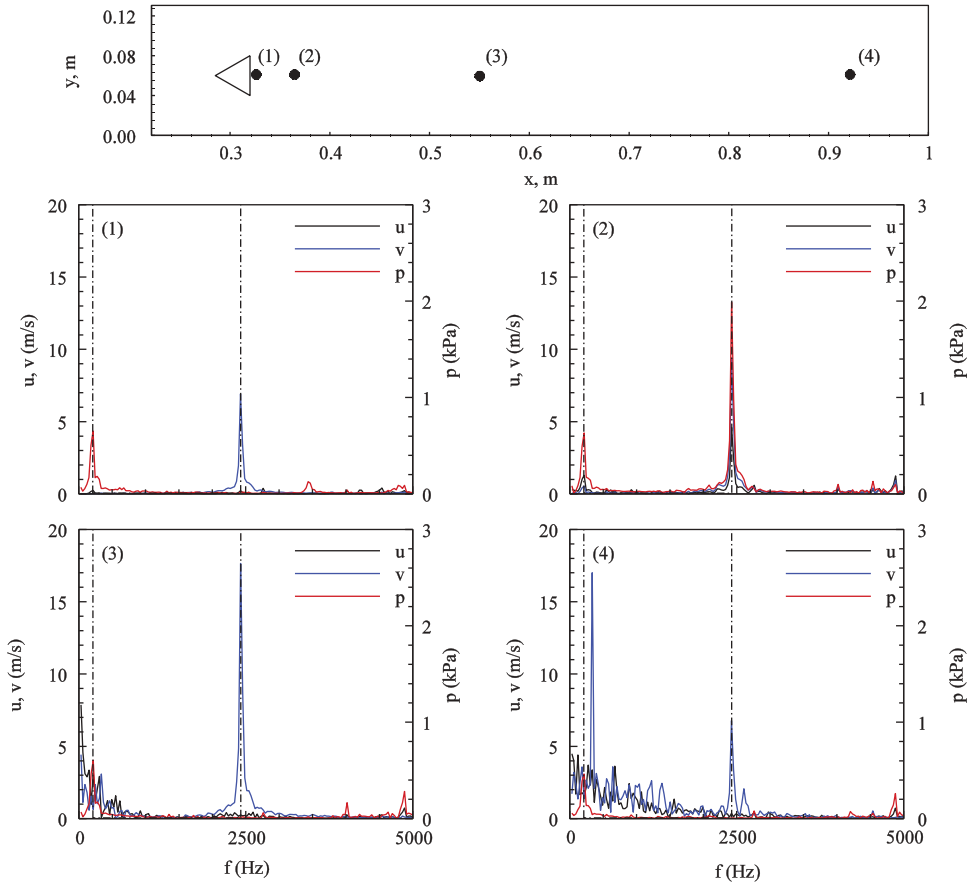 0.12
0.08
0.04
0.00
y, m
(1)
(2)
(3)
(4)
0.3
0.4
0.5
0.6
0.7
0.8
0.9
1
x, m
20
15
10
5
0
u, v (m/s)
(1)
u
v
p
3
2
1
0
p (kPa)
20
15
10
5
0
u, v (m/s)
(2)
u
v
p
3
2
1
0
p (kPa)
20
15
10
5
0
u, v (m/s)
(3)
u
v
p
3
2
1
0
p (kPa)
0
2500
5000
f (Hz)
20
15
10
5
0
u, v (m/s)
(4)
u
v
p
3
2
1
0
p (kPa)
0
2500
5000
f (Hz)